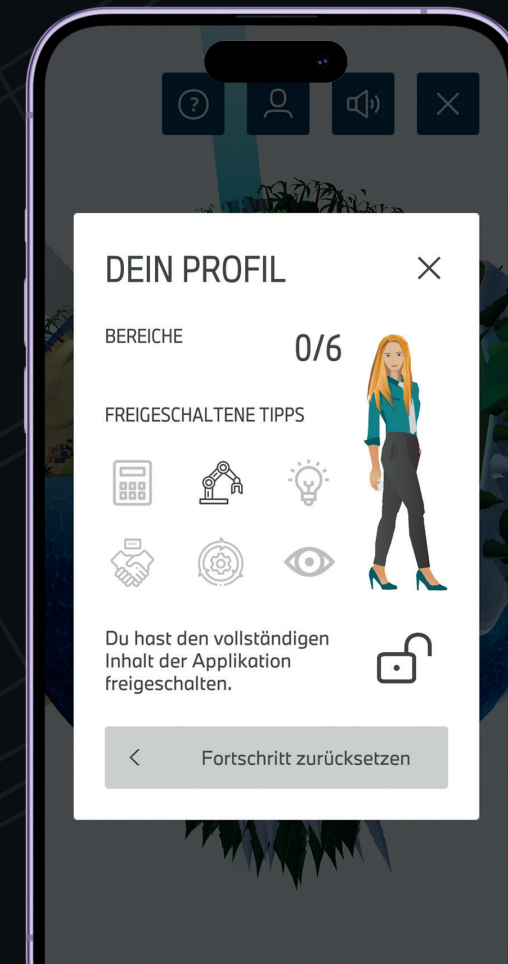 DEIN PROFIL
BEREICHE
0/6
FREIGESCHALTENE TIPPS
Du hast den vollständigen
Inhalt der Applikation
freigeschalten.
Fortschritt zurücksetzen